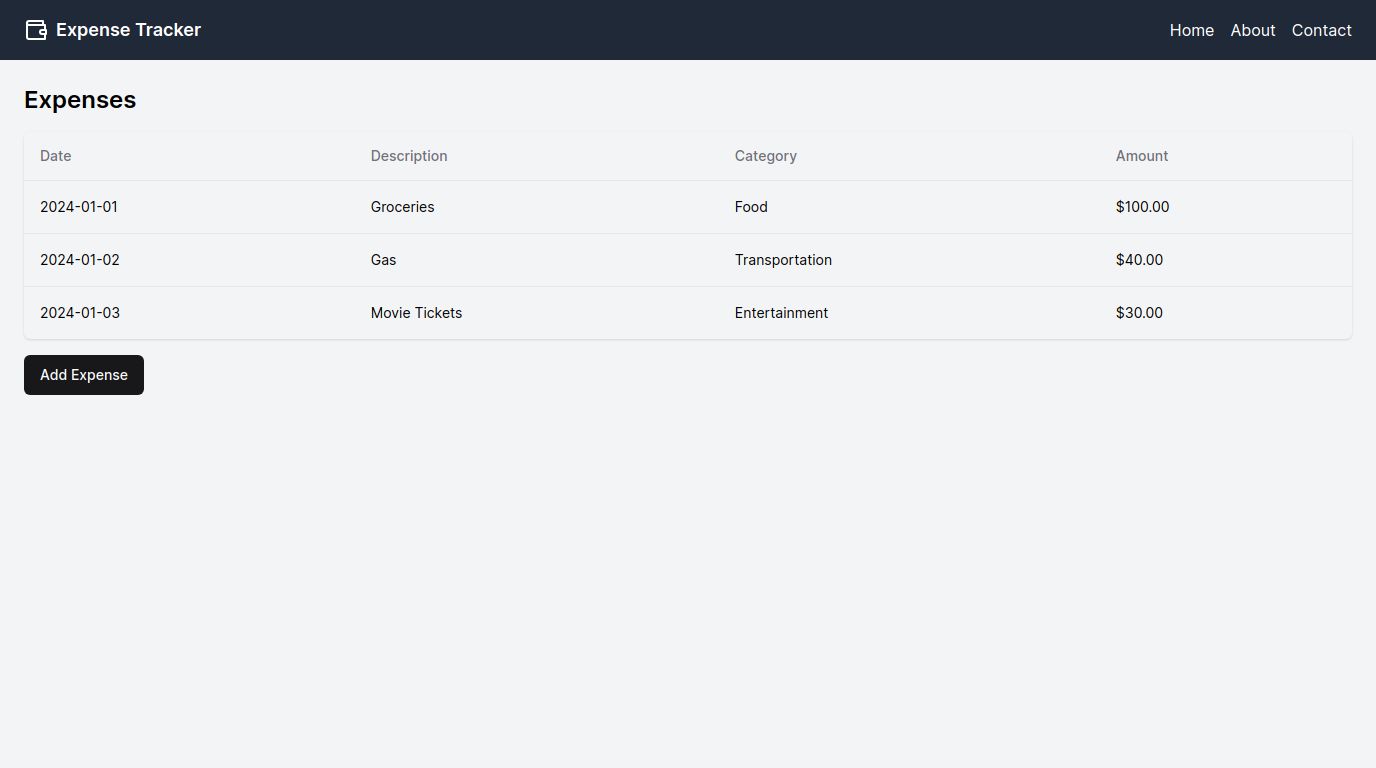 Expense Tracker Home About Contact
Expenses
Date Description Category Amount
2024-01-01 Groceries Food $100.00
2024-01-02 Gas Transportation $40.00
2024-01-03 Movie Tickets Entertainment $30.00
Add Expense